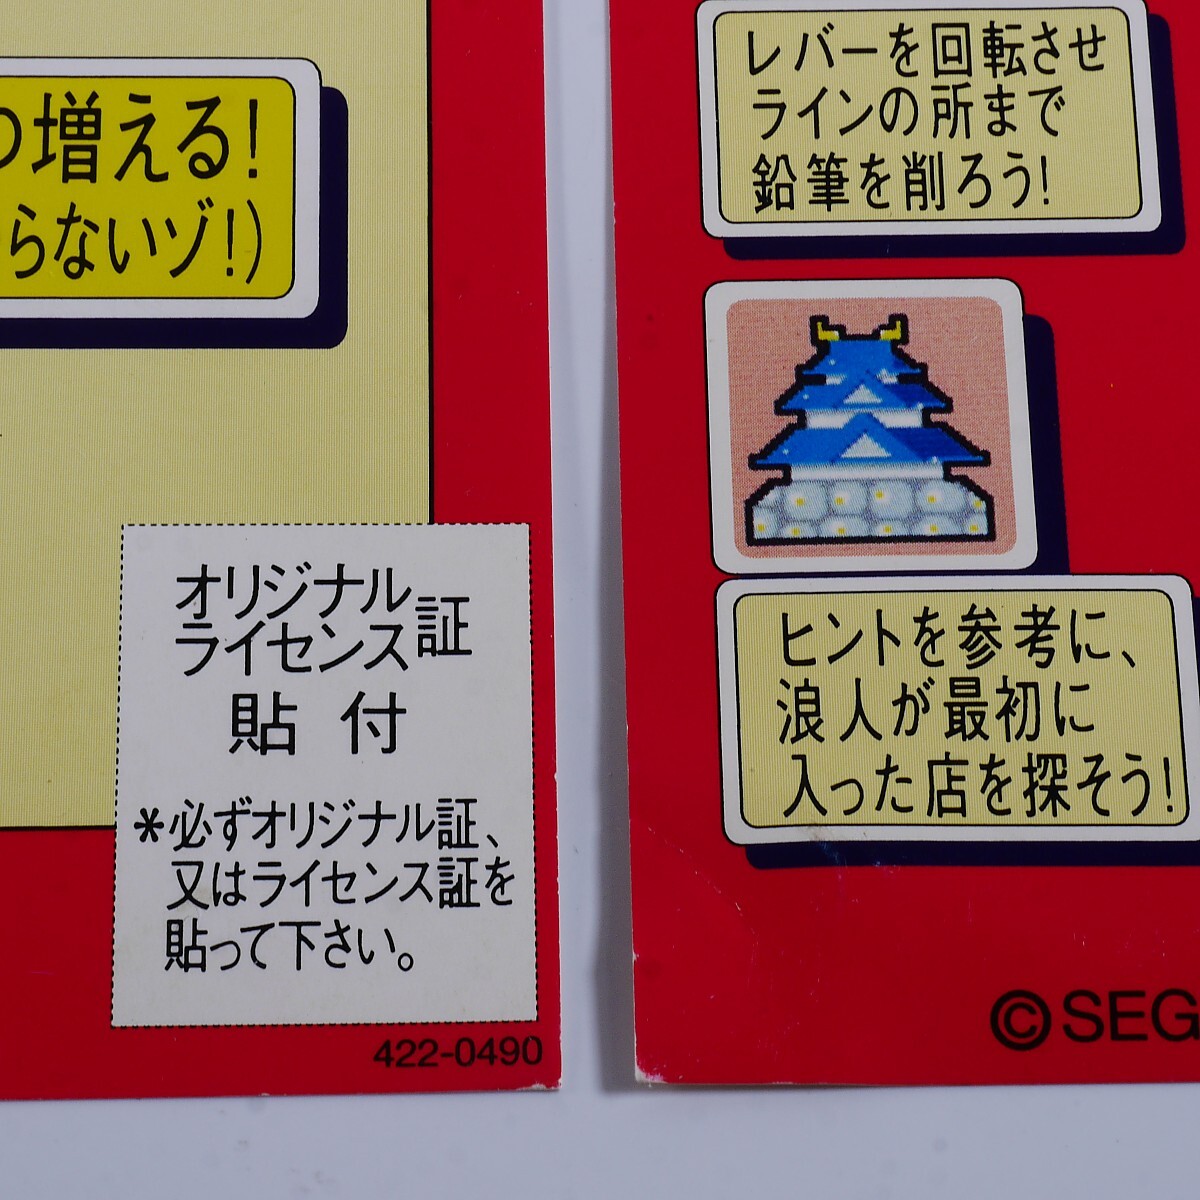 つ増える!
らないゾ!)
オリジナル
ライセンス証
貼 付
*必ずオリジナル証、
又はライセンス証を
貼って下さい。
422-0490
レバーを回転させ
ラインの所まで
鉛筆を削ろう!
ヒントを参考に、
浪人が最初に
入った店を探そう!
©SEG